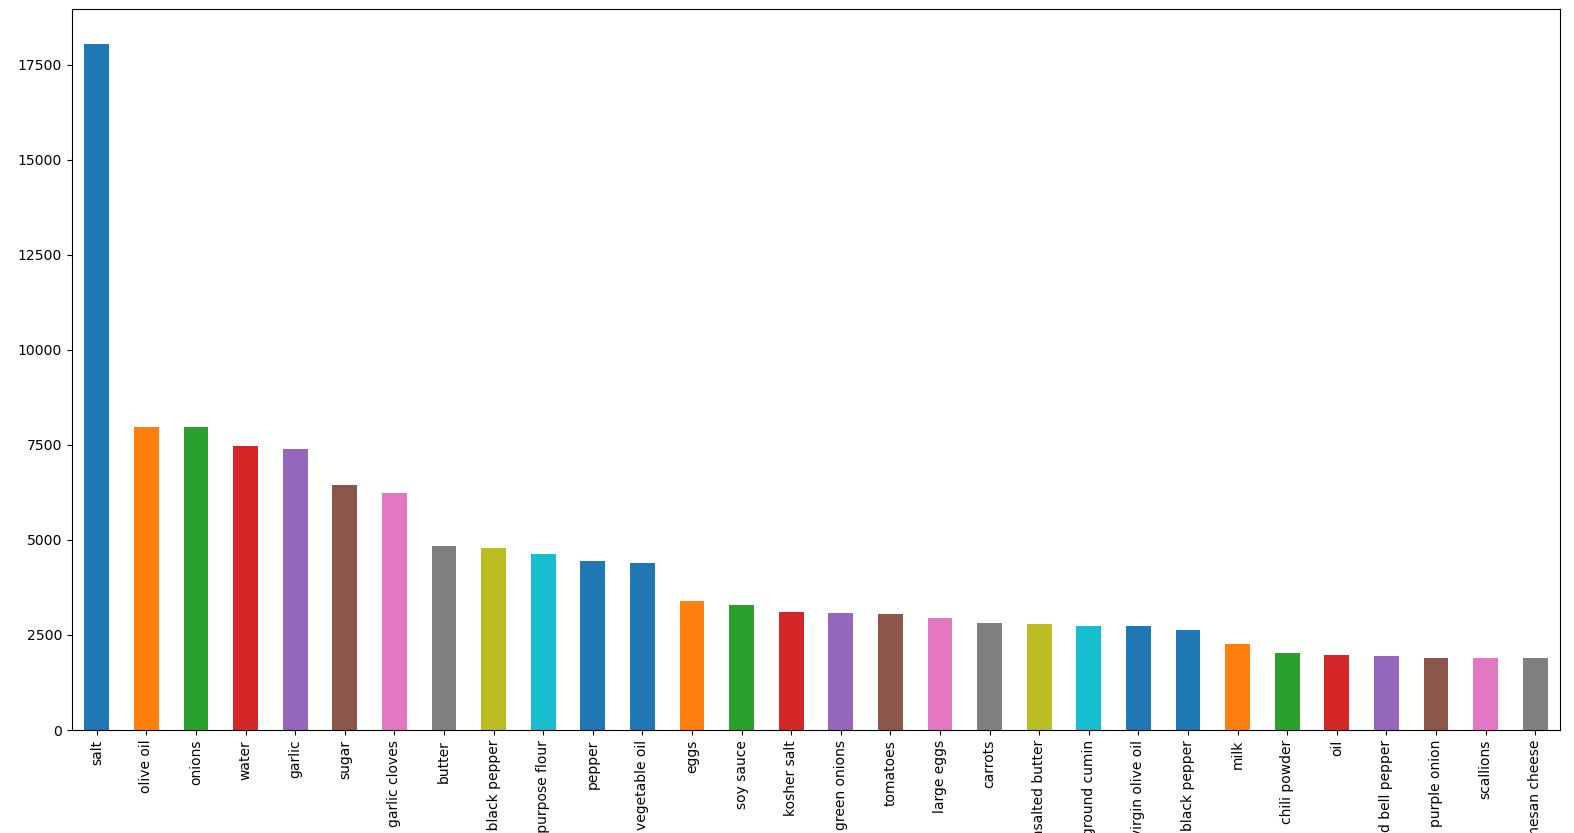 17500
15000
12500
10000
7500
5000
2500
0
salt
olive oil
onions
water
garlic
sugar
garlic cloves
butter
black pepper
purpose flour
pepper
vegetable oil
eggs
soy sauce
kosher salt
green onions
tomatoes
large eggs
carrots
butter
ground cumin
virgin olive oil
black pepper
milk
chili powder
oil
bell pepper
purple onion
scallions
cheese